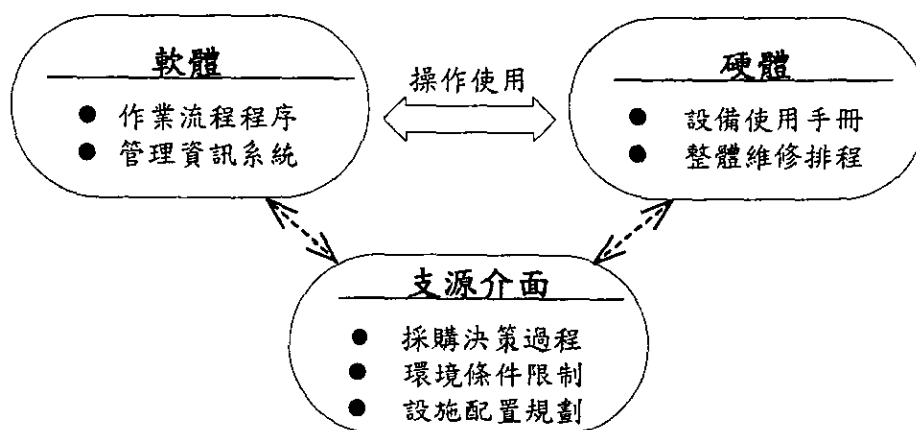 軟體
● 作業流程程序
● 管理資訊系統
操作使用
硬體
● 設備使用手冊
● 整體維修排程
支源介面
● 採購決策過程
● 環境條件限制
● 設施配置規劃